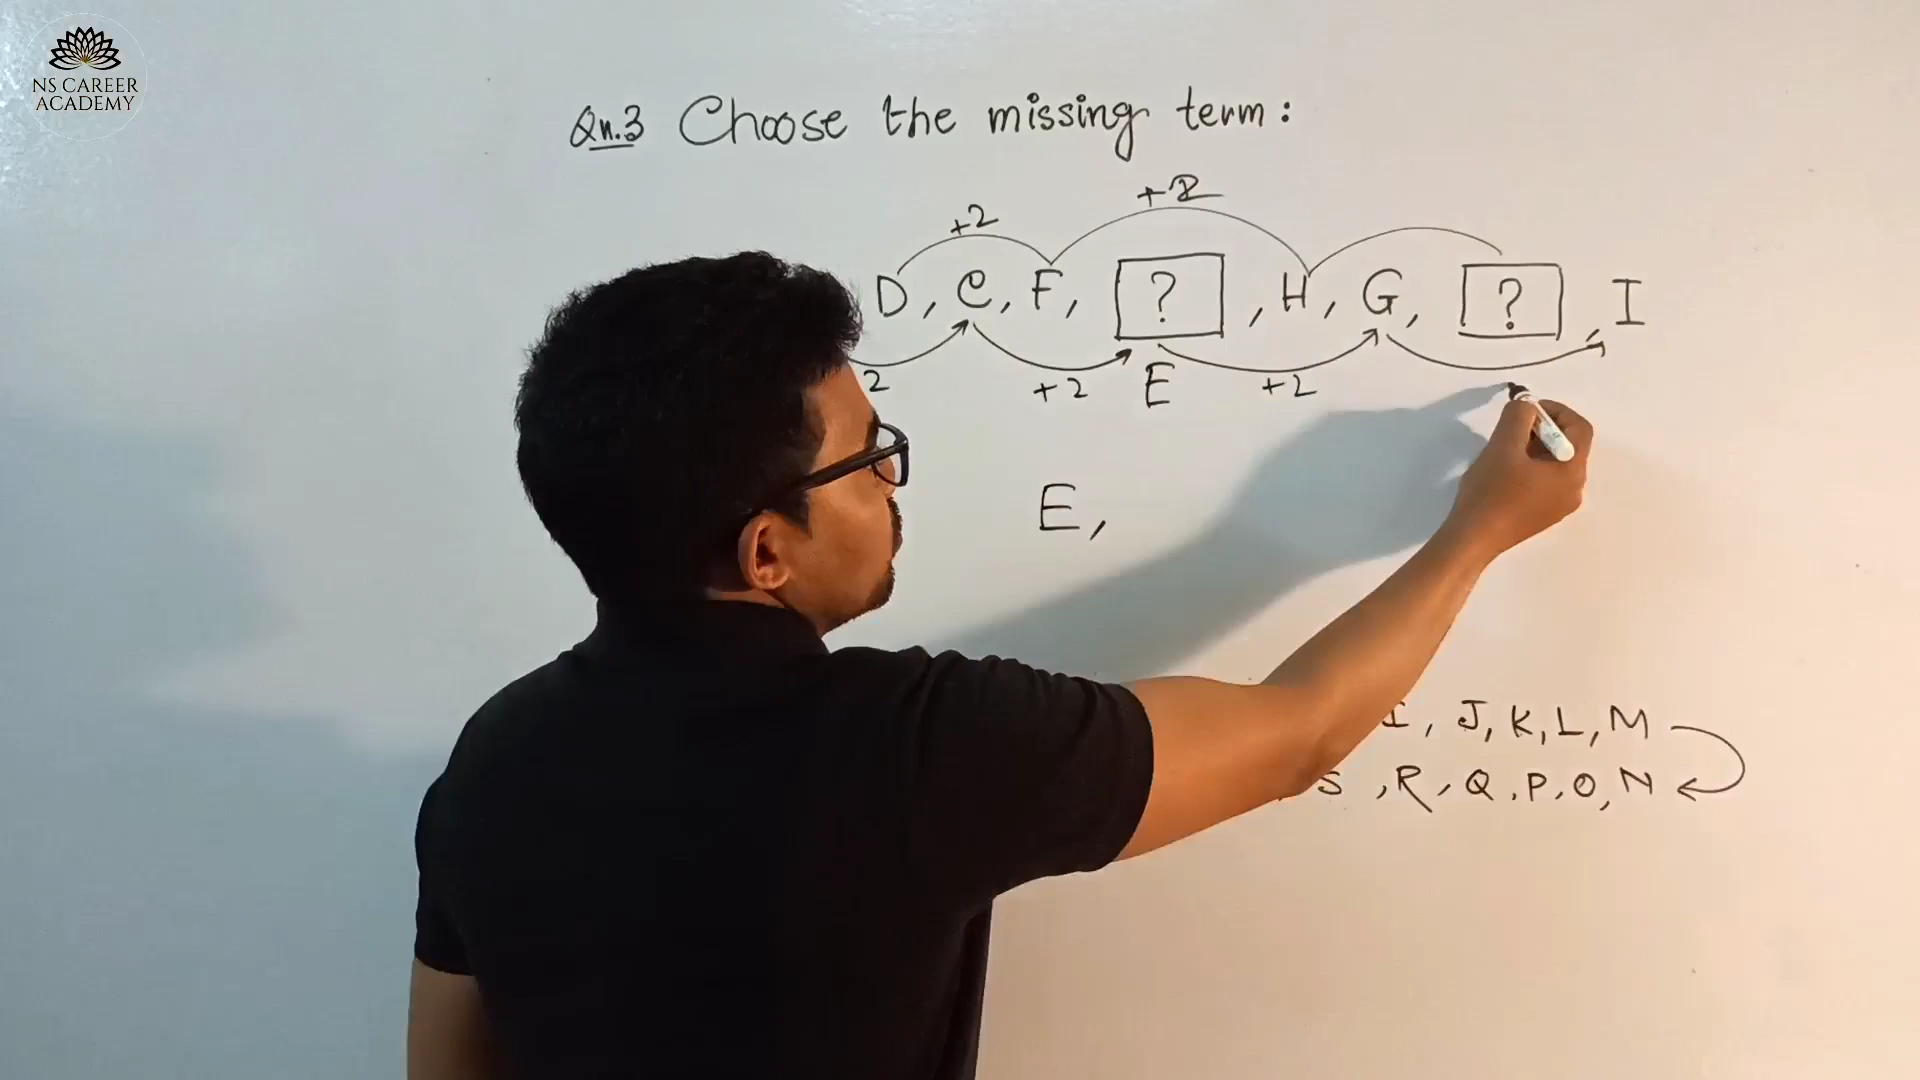 NS CAREER
ACADEMY
Qn.3 Choose the missing term:
+2 +2
D, C, F, ?, H, G, ?, I
2 +2 E +2
E,
I, J, K, L, M
S, R, Q, P, O, N